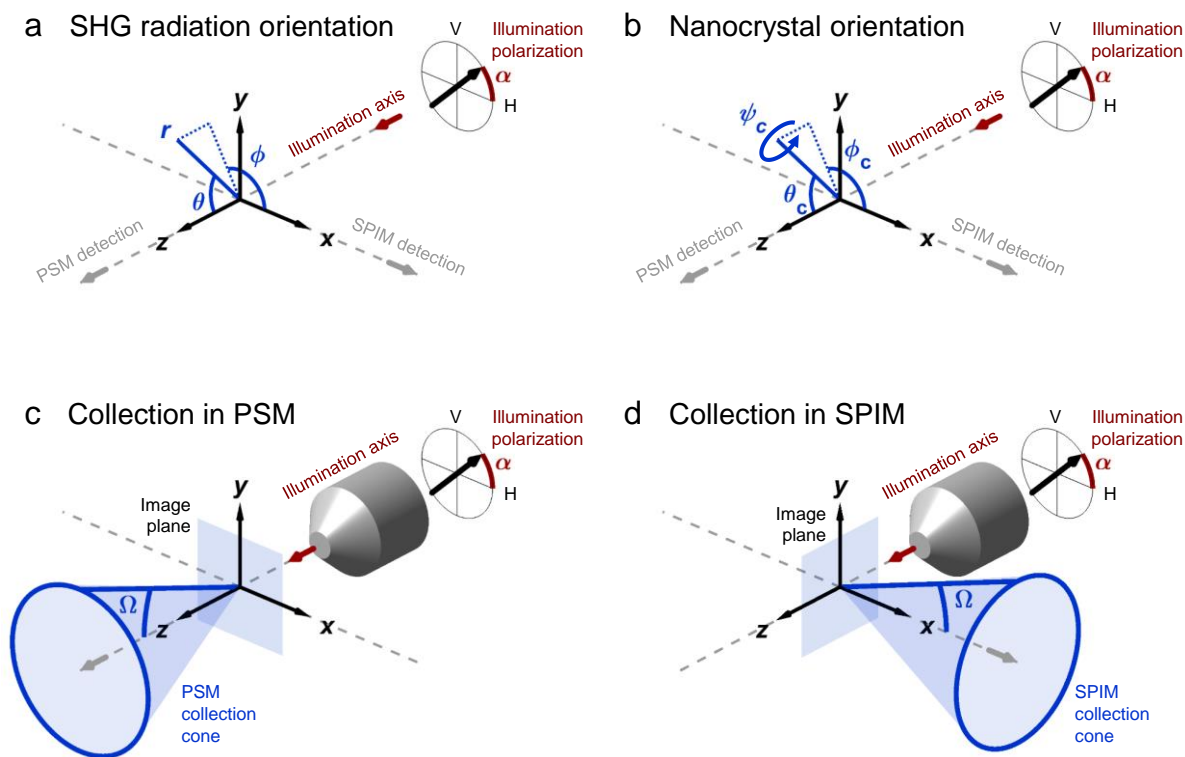 a SHG radiation orientation
V
Illumination
polarization
α
H
Illumination axis
y
r
ϕ
θ
z
x
PSM detection
SPIM detection
b Nanocrystal orientation
V
Illumination
polarization
α
H
Illumination axis
y
ψc
ϕc
θc
z
x
PSM detection
SPIM detection
c Collection in PSM
V
Illumination
polarization
α
H
Illumination axis
Image
plane
y
Ω
z
x
PSM
collection
cone
d Collection in SPIM
V
Illumination
polarization
α
H
Illumination axis
Image
plane
y
Ω
z
x
SPIM
collection
cone